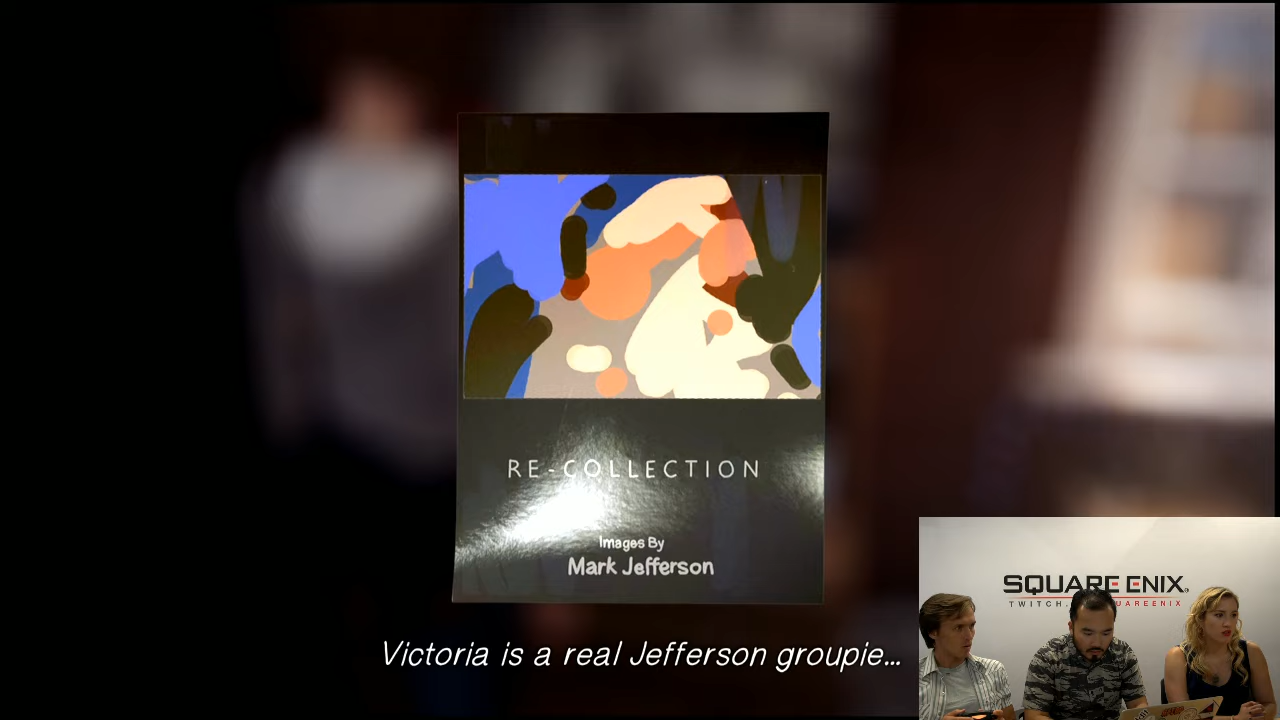 RE-COLLECTION
Images By
Mark Jefferson
Victoria is a real Jefferson groupie...
SQUARE ENIX